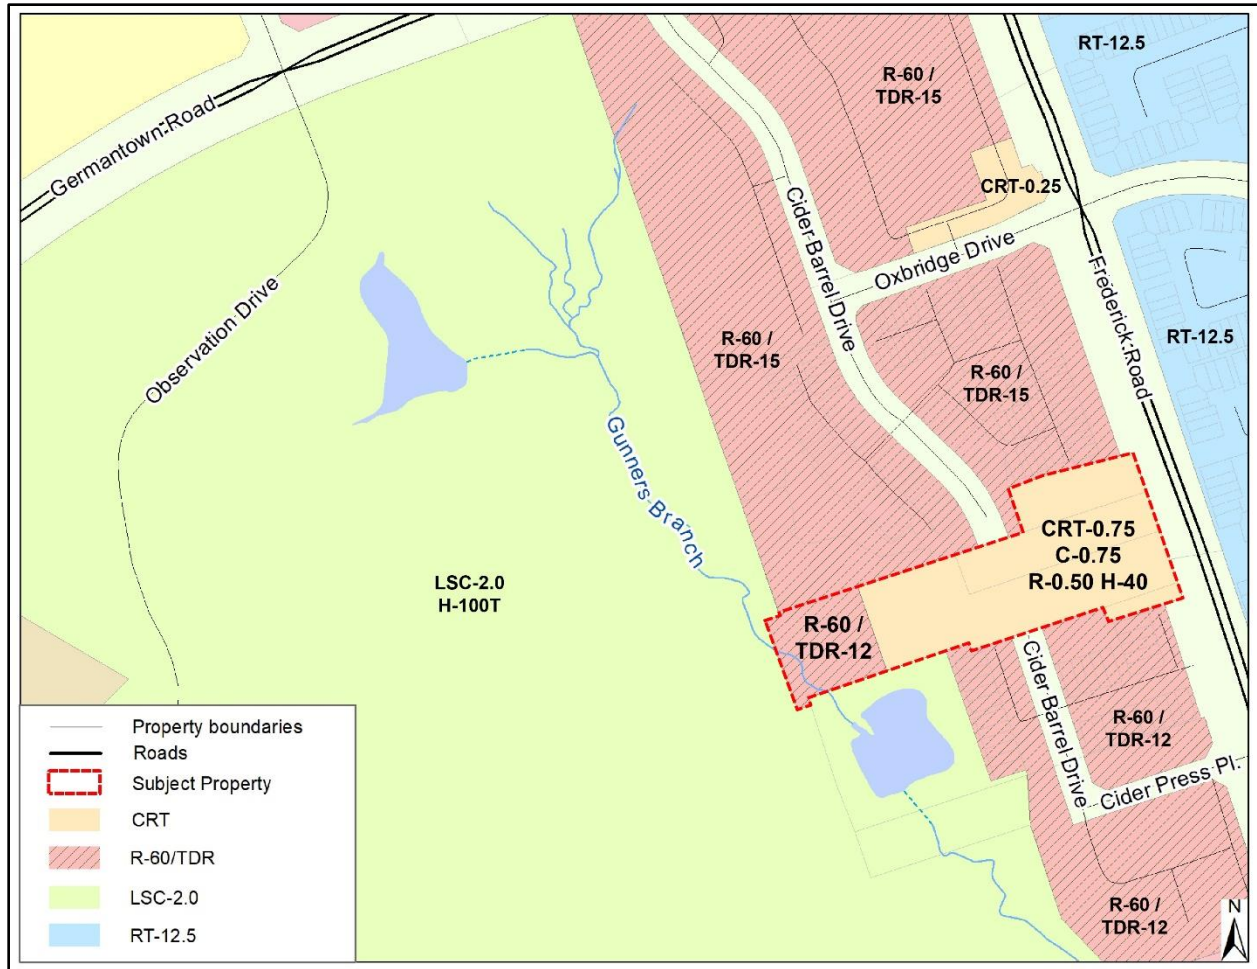 RT-12.5
R-60 /
TDR-15
Germantown Road
CRT-0.25
Cider Barrel Drive
Oxbridge Drive
Frederick Road
Observation Drive
R-60 /
TDR-15
RT-12.5
R-60 /
TDR-15
Gunners Branch
CRT-0.75
C-0.75
R-0.50 H-40
LSC-2.0
H-100T
R-60 /
TDR-12
Cider Barrel Drive
R-60 /
TDR-12
Cider Press Pl.
R-60 /
TDR-12
Property boundaries
Roads
Subject Property
CRT
R-60/TDR
LSC-2.0
RT-12.5
N